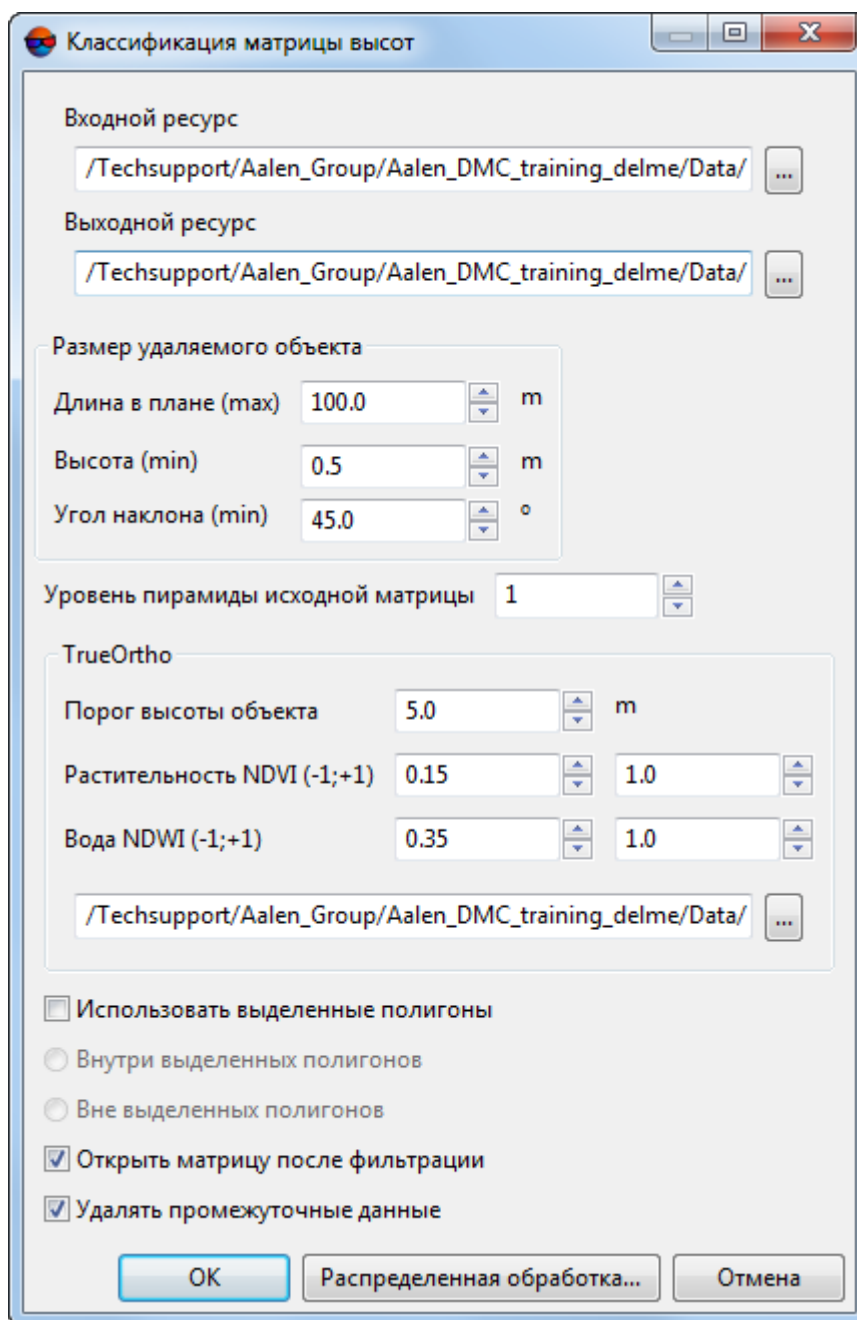 Классификация матрицы высот
Входной ресурс
/Techsupport/Aalen_Group/Aalen_DMC_training_delme/Data/ ...
Выходной ресурс
/Techsupport/Aalen_Group/Aalen_DMC_training_delme/Data/ ...
Размер удаляемого объекта
Длина в плане (max) 100.0 m
Высота (min) 0.5 m
Угол наклона (min) 45.0 °
Уровень пирамиды исходной матрицы 1
TrueOrtho
Порог высоты объекта 5.0 m
Растительность NDVI (-1;+1) 0.15 1.0
Вода NDWI (-1;+1) 0.35 1.0
/Techsupport/Aalen_Group/Aalen_DMC_training_delme/Data/ ...
Использовать выделенные полигоны
Внутри выделенных полигонов
Вне выделенных полигонов
Открыть матрицу после фильтрации
Удалять промежуточные данные
OK Распределенная обработка... Отмена